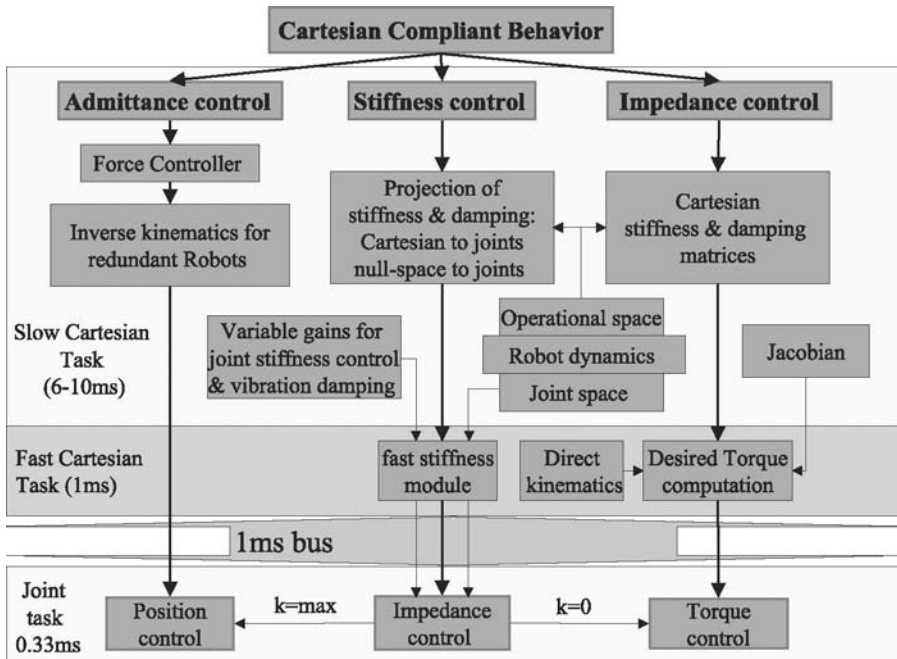 Cartesian Compliant Behavior
Admittance control
Stiffness control
Impedance control
Force Controller
Inverse kinematics for
redundant Robots
Projection of
stiffness & damping:
Cartesian to joints
null-space to joints
Cartesian
stiffness & damping
matrices
Slow Cartesian
Task
(6-10ms)
Variable gains for
joint stiffness control
& vibration damping
Operational space
Robot dynamics
Joint space
Jacobian
Fast Cartesian
Task (1ms)
fast stiffness
module
Direct
kinematics
Desired Torque
computation
1ms bus
Joint
task
0.33ms
Position
control
k=max
Impedance
control
k=0
Torque
control